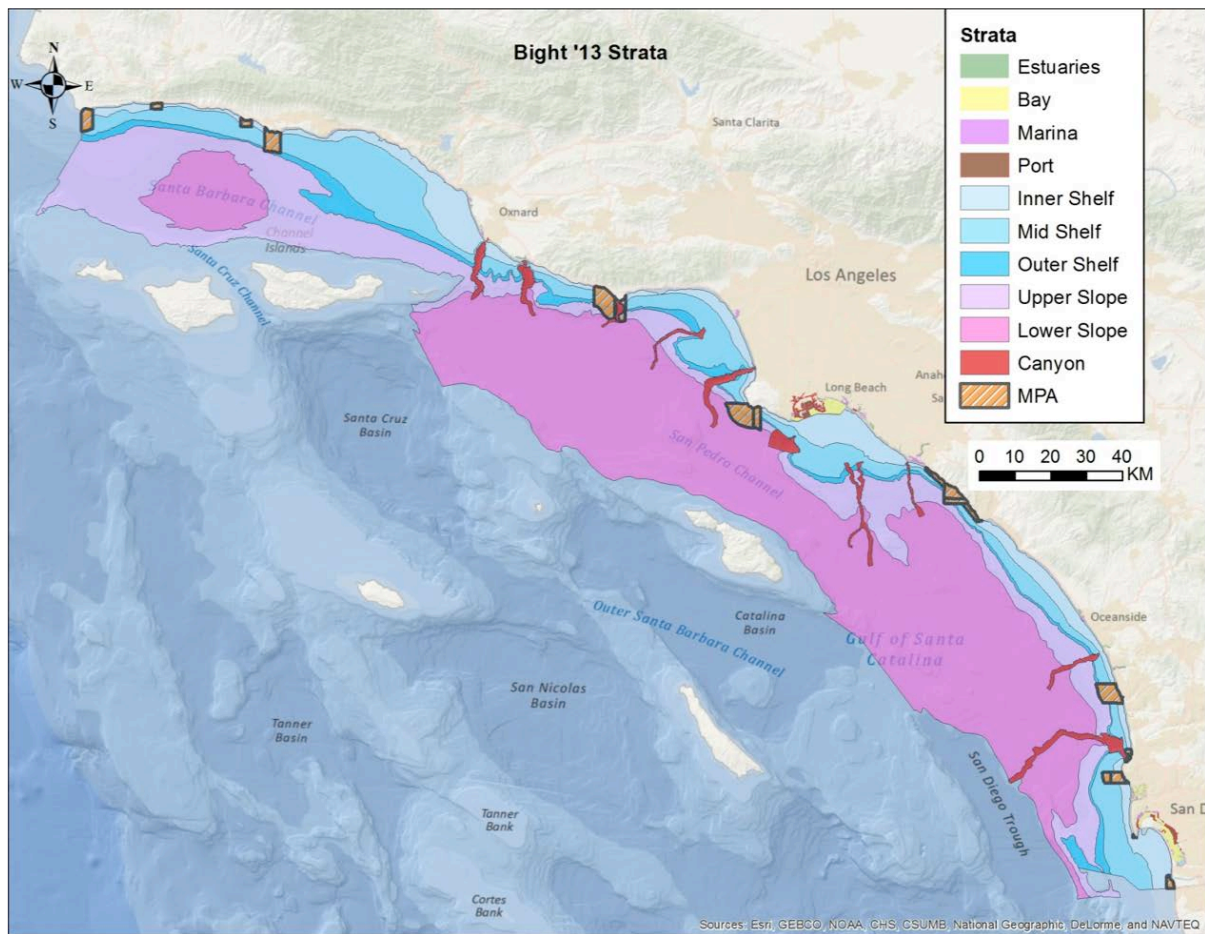 Bight '13 Strata
N
W
E
S
Strata
Estuaries
Bay
Marina
Port
Inner Shelf
Mid Shelf
Outer Shelf
Upper Slope
Lower Slope
Canyon
MPA
0 10 20 30 40
KM
Santa Clarita
Oxnard
Los Angeles
Long Beach
Anah
Sa
Santa Barbara Channel
Channel
Islands
Santa Cruz Channel
Santa Cruz
Basin
San Pedro Channel
Outer Santa Barbara Channel
Catalina
Basin
Gulf of Santa
Catalina
Oceanside
San Nicolas
Basin
Tanner
Basin
San Diego Trough
San D
Tanner
Bank
Cortes
Bank
Sources: Esri, GEBCO, NOAA, CHS, CSUMB, National Geographic, DeLorme, and NAVTEQ